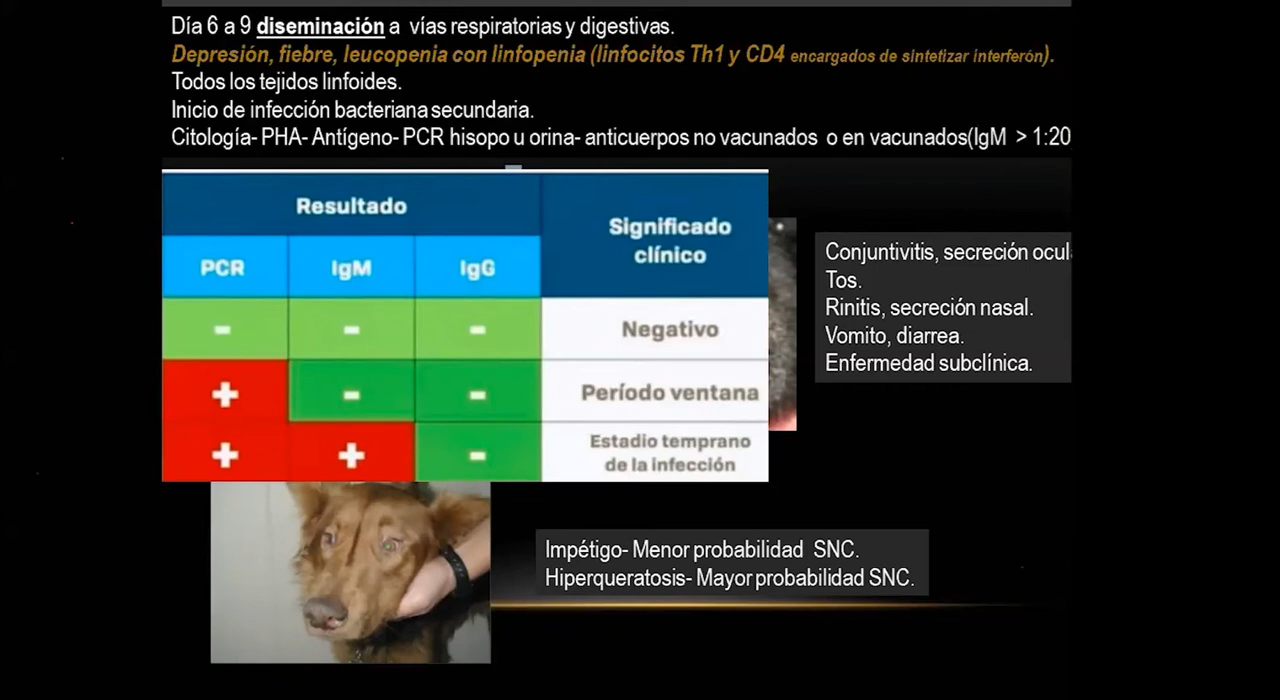 Día 6 a 9 diseminación a vías respiratorias y digestivas.
Depresión, fiebre, leucopenia con linfopenia (linfocitos Th1 y CD4 encargados de sintetizar interferón).
Todos los tejidos linfoides.
Inicio de infección bacteriana secundaria.
Citología- PHA- Antígeno- PCR hisopo u orina- anticuerpos no vacunados o en vacunados(IgM > 1:20
Resultado
Significado
clínico
PCR IgM IgG
- - - Negativo
+ - - Período ventana
+ + - Estadio temprano
de la infección
Conjuntivitis, secreción ocul
Tos.
Rinitis, secreción nasal.
Vomito, diarrea.
Enfermedad subclínica.
Impétigo- Menor probabilidad SNC.
Hiperqueratosis- Mayor probabilidad SNC.